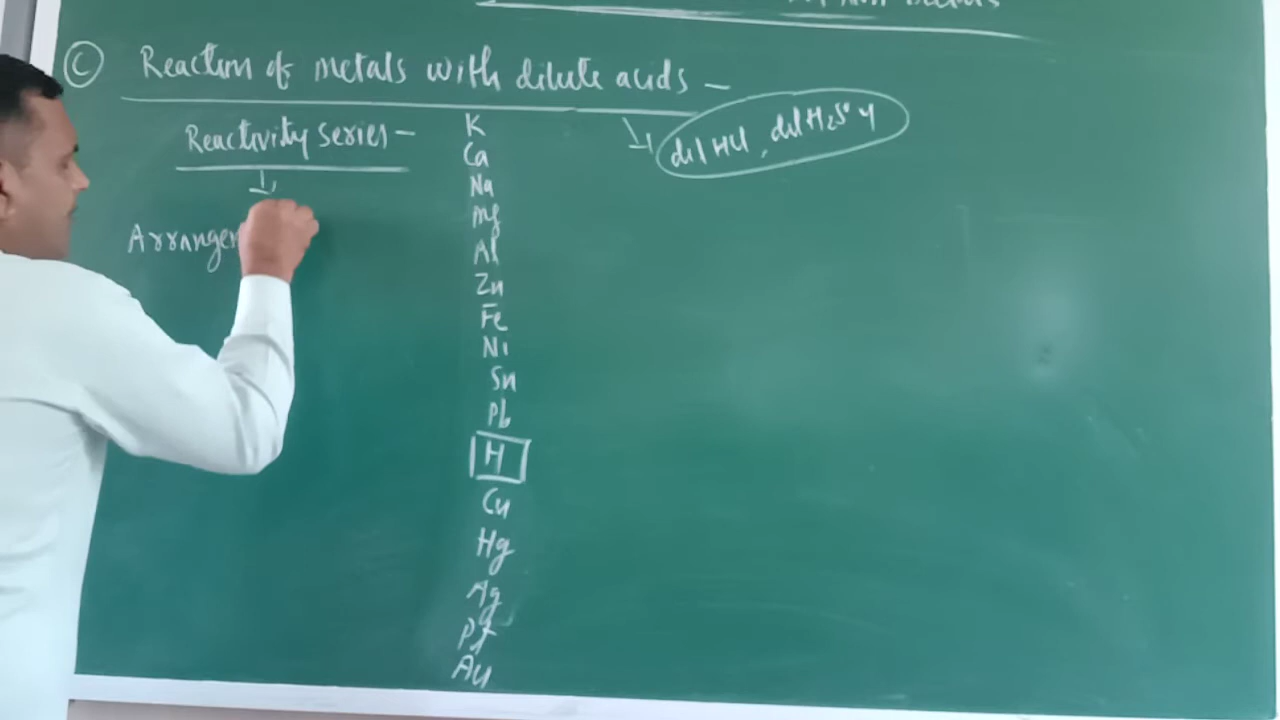 Ⓒ Reaction of metals with dilute acids –
dil HCl, dil H₂SO4
Reactivity series –
Arrangem
K
Ca
Na
Mg
Al
Zn
Fe
Ni
Sn
Pb
H
Cu
Hg
Ag
Pt
Au